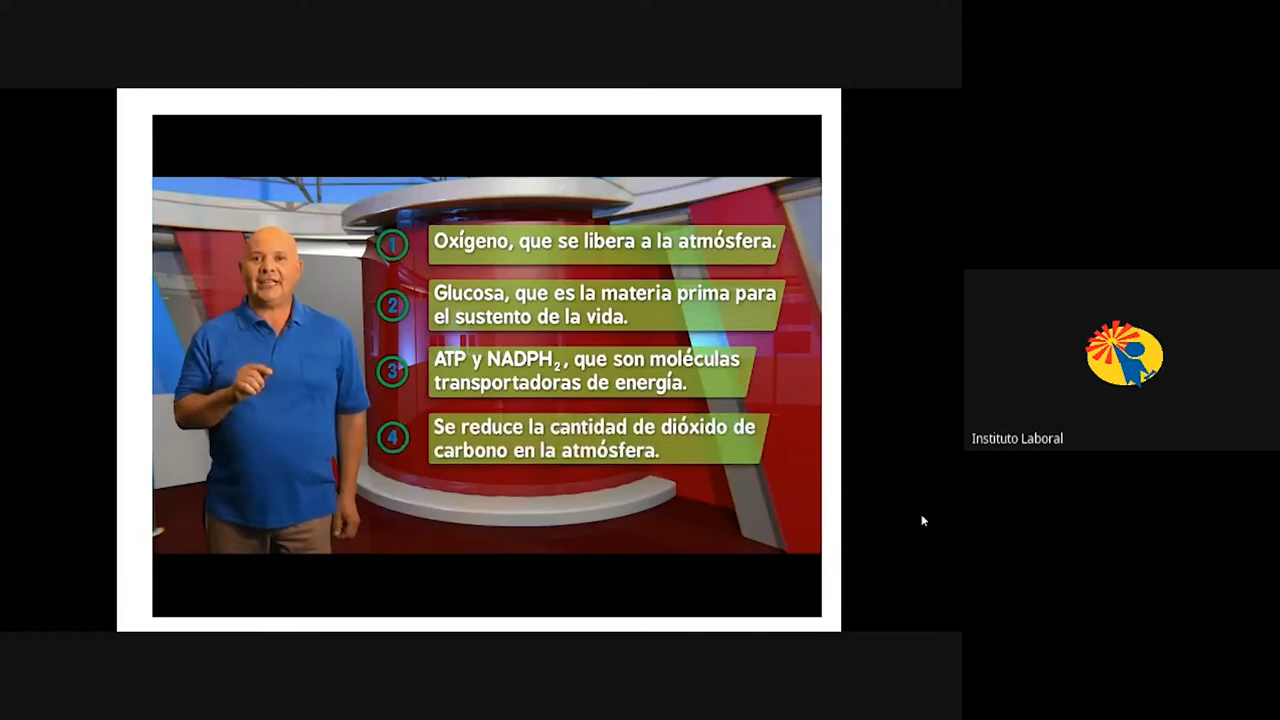 1
Oxígeno, que se libera a la atmósfera.
2
Glucosa, que es la materia prima para
el sustento de la vida.
3
ATP y NADPH₂, que son moléculas
transportadoras de energía.
4
Se reduce la cantidad de dióxido de
carbono en la atmósfera.
Instituto Laboral